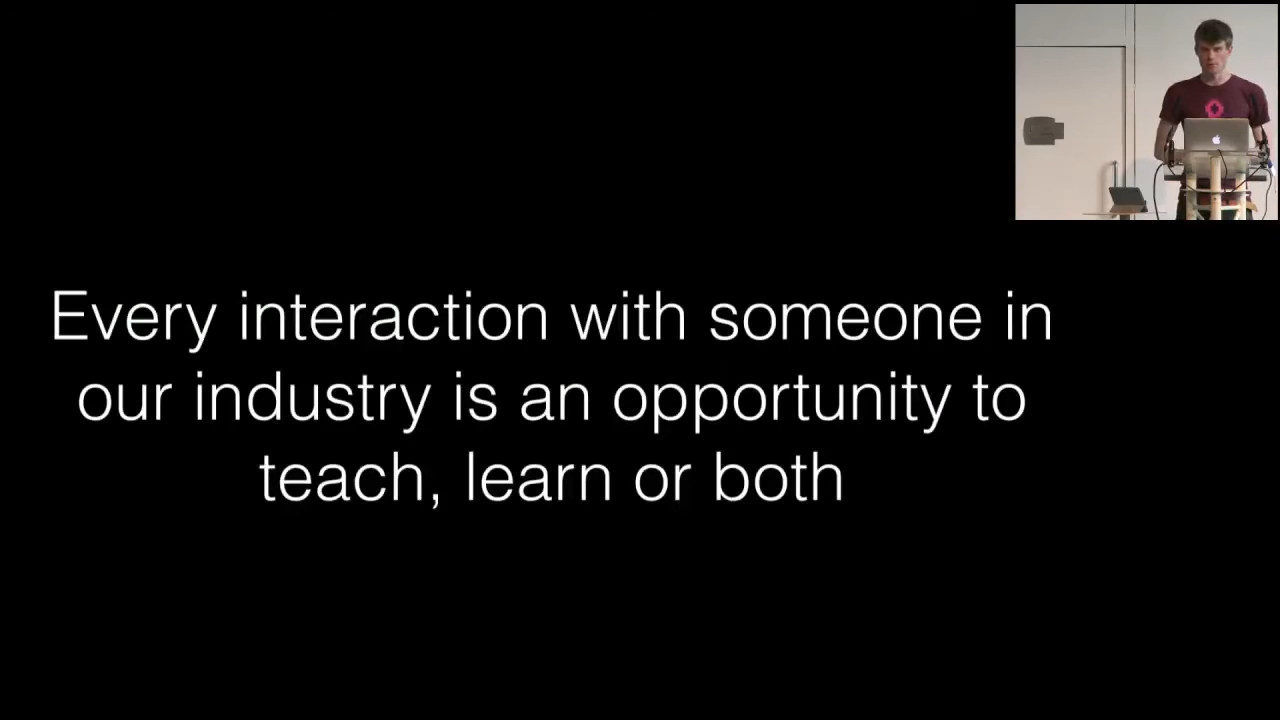 Every interaction with someone in
our industry is an opportunity to
teach, learn or both